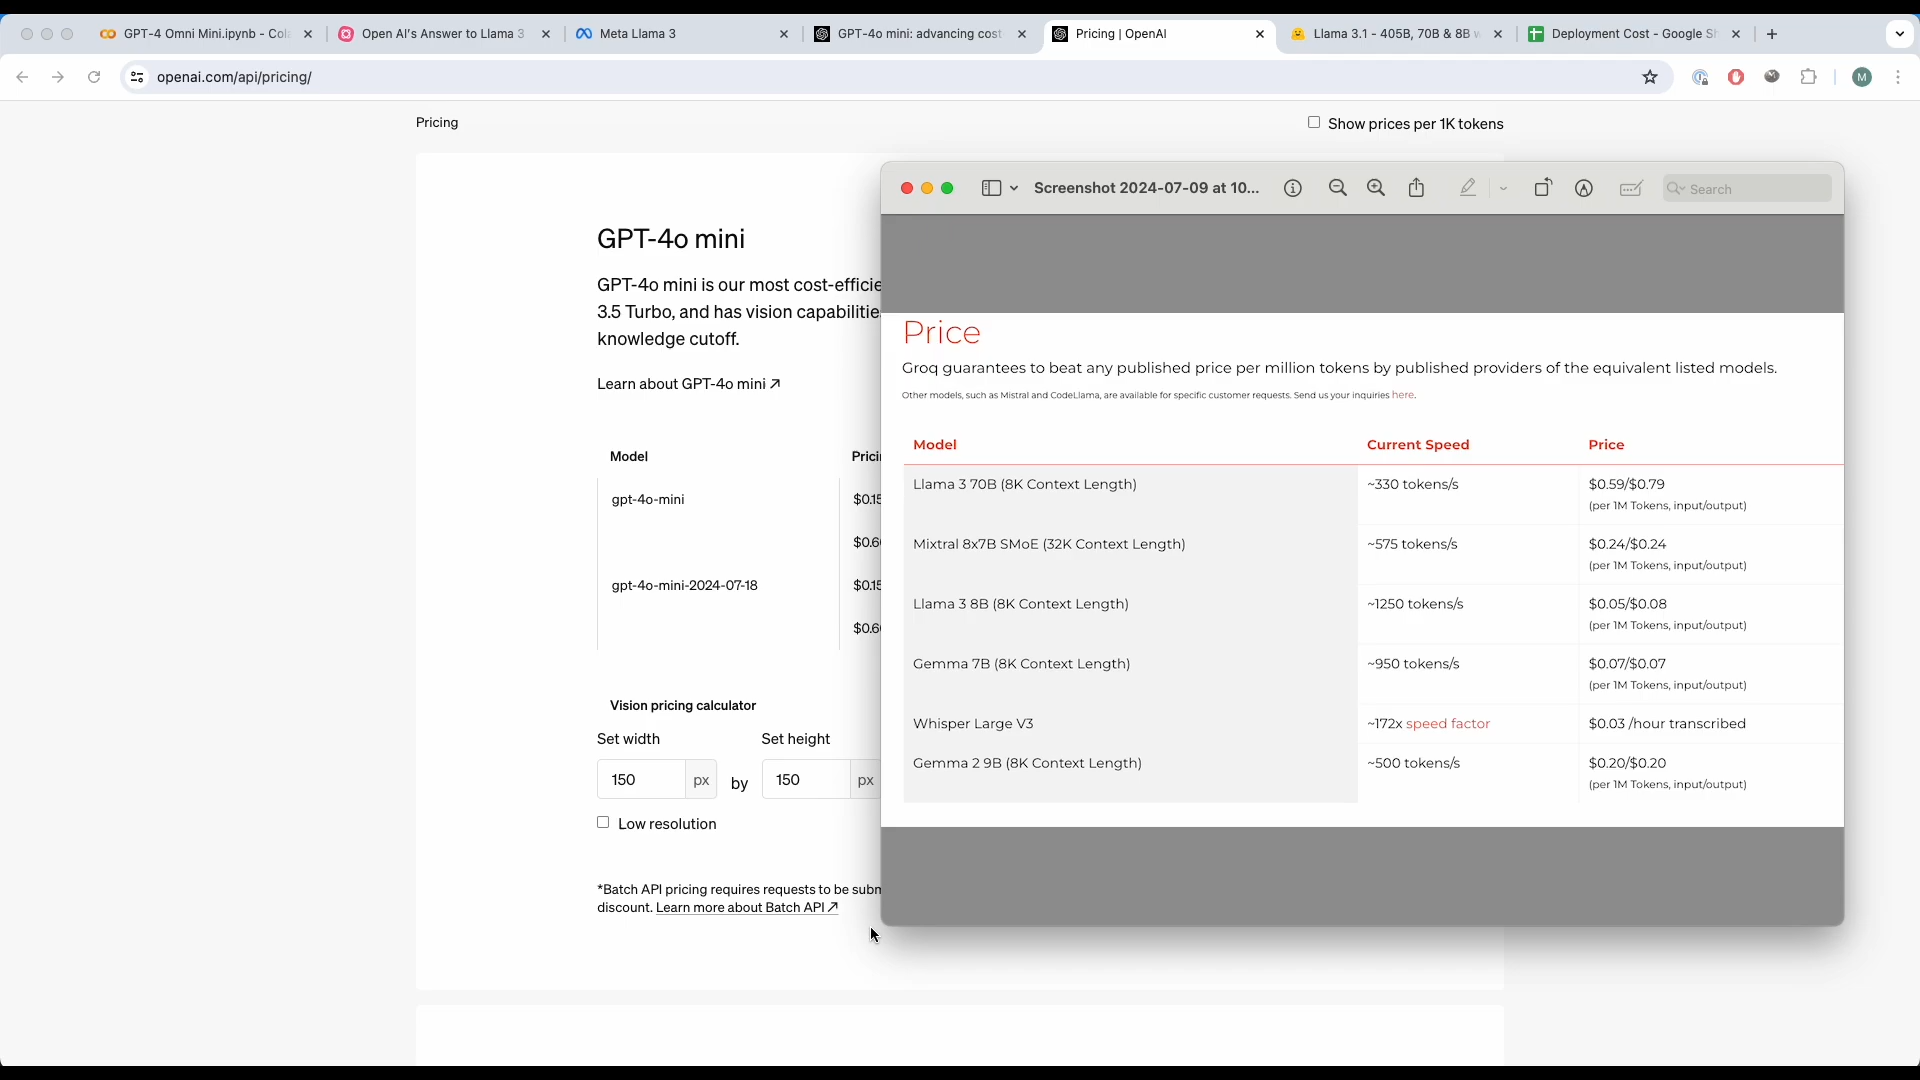 GPT-4 Omni Mini.ipynb - Col
Open AI's Answer to Llama 3
Meta Llama 3
GPT-4o mini: advancing cost
Pricing | OpenAI
Llama 3.1 - 405B, 70B & 8B w
Deployment Cost - Google Sh
openai.com/api/pricing/
M
Pricing
Show prices per 1K tokens
GPT-4o mini
GPT-4o mini is our most cost-efficie
3.5 Turbo, and has vision capabilitie
knowledge cutoff.
Learn about GPT-4o mini ↗
Model
Prici
gpt-4o-mini
$0.15
$0.60
gpt-4o-mini-2024-07-18
$0.15
$0.60
Vision pricing calculator
Set width
Set height
150 px
by
150 px
Low resolution
*Batch API pricing requires requests to be subm
discount. Learn more about Batch API ↗
Screenshot 2024-07-09 at 10...
Search
Price
Groq guarantees to beat any published price per million tokens by published providers of the equivalent listed models.
Other models, such as Mistral and CodeLlama, are available for specific customer requests. Send us your inquiries here.
Model
Current Speed
Price
Llama 3 70B (8K Context Length)
~330 tokens/s
$0.59/$0.79
(per 1M Tokens, input/output)
Mixtral 8x7B SMoE (32K Context Length)
~575 tokens/s
$0.24/$0.24
(per 1M Tokens, input/output)
Llama 3 8B (8K Context Length)
~1250 tokens/s
$0.05/$0.08
(per 1M Tokens, input/output)
Gemma 7B (8K Context Length)
~950 tokens/s
$0.07/$0.07
(per 1M Tokens, input/output)
Whisper Large V3
~172x speed factor
$0.03 /hour transcribed
Gemma 2 9B (8K Context Length)
~500 tokens/s
$0.20/$0.20
(per 1M Tokens, input/output)